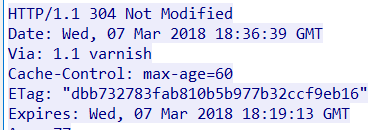 HTTP/1.1 304 Not Modified
Date: Wed, 07 Mar 2018 18:36:39 GMT
Via: 1.1 varnish
Cache-Control: max-age=60
ETag: "dbb732783fab810b5b977b32ccf9eb16"
Expires: Wed, 07 Mar 2018 18:19:13 GMT